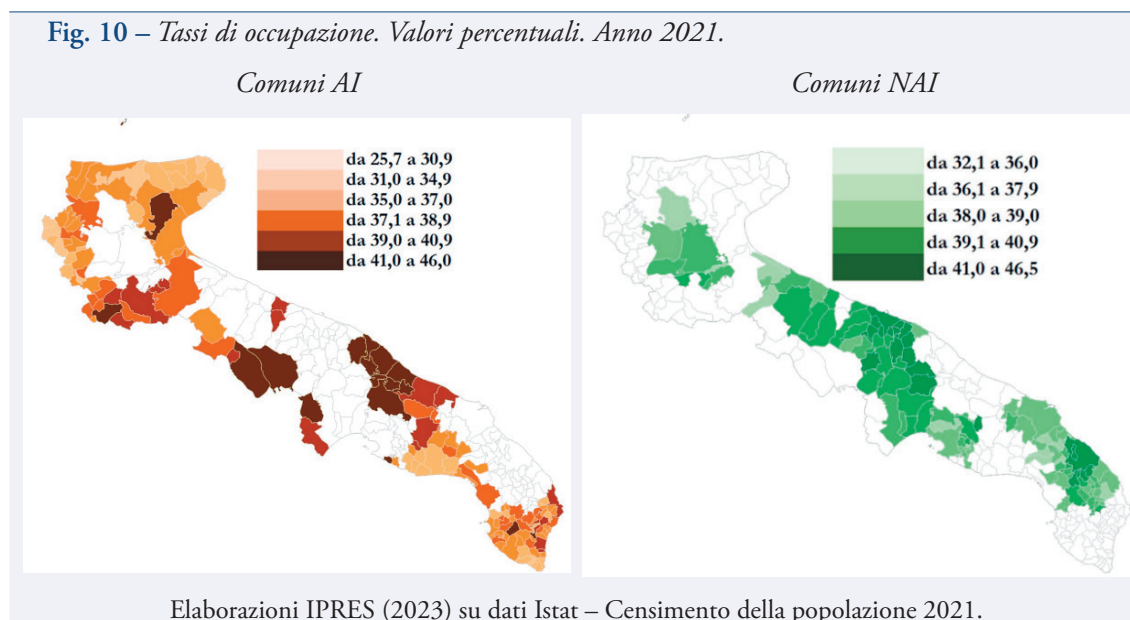 Fig. 10 – Tassi di occupazione. Valori percentuali. Anno 2021.
Comuni AI
Comuni NAI
da 25,7 a 30,9
da 31,0 a 34,9
da 35,0 a 37,0
da 37,1 a 38,9
da 39,0 a 40,9
da 41,0 a 46,0
da 32,1 a 36,0
da 36,1 a 37,9
da 38,0 a 39,0
da 39,1 a 40,9
da 41,0 a 46,5
Elaborazioni IPRES (2023) su dati Istat – Censimento della popolazione 2021.